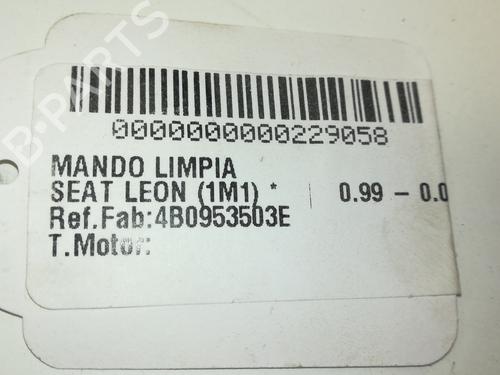 0000000000229058
MANDO LIMPIA
SEAT LEON (1M1) * | 0.99 - 0.0
Ref.Fab:4B0953503E
T.Motor:
B-PARTS